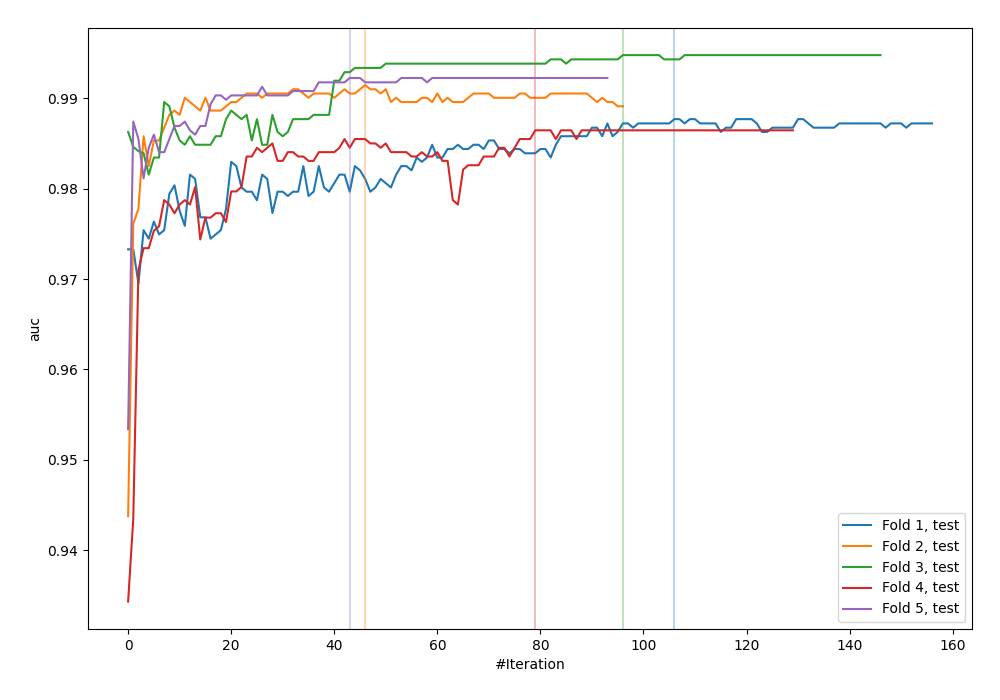 0.99
0.98
0.97
0.96
0.95
0.94
auc
0
20
40
60
80
100
120
140
160
#Iteration
Fold 1, test
Fold 2, test
Fold 3, test
Fold 4, test
Fold 5, test